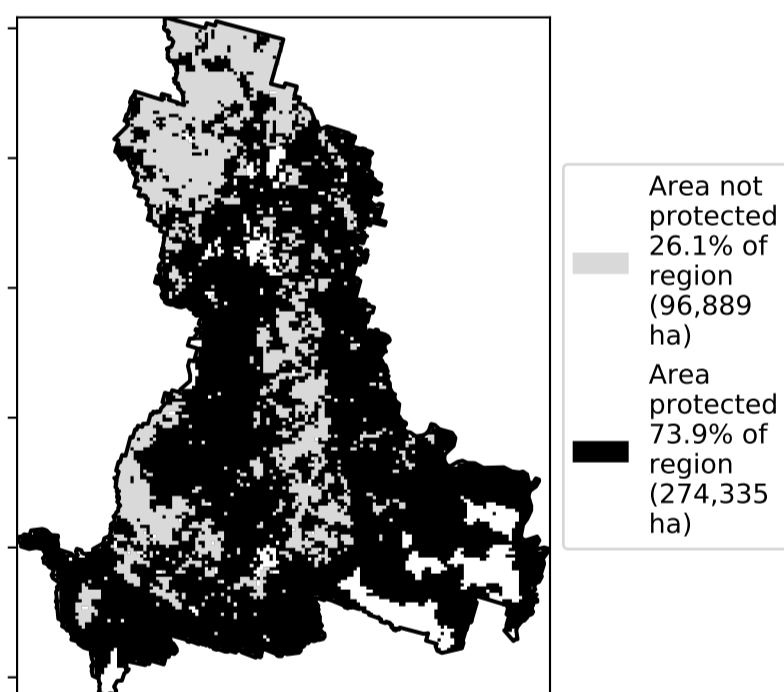 Area not
protected
26.1% of
region
(96,889
ha)
Area
protected
73.9% of
region
(274,335
ha)